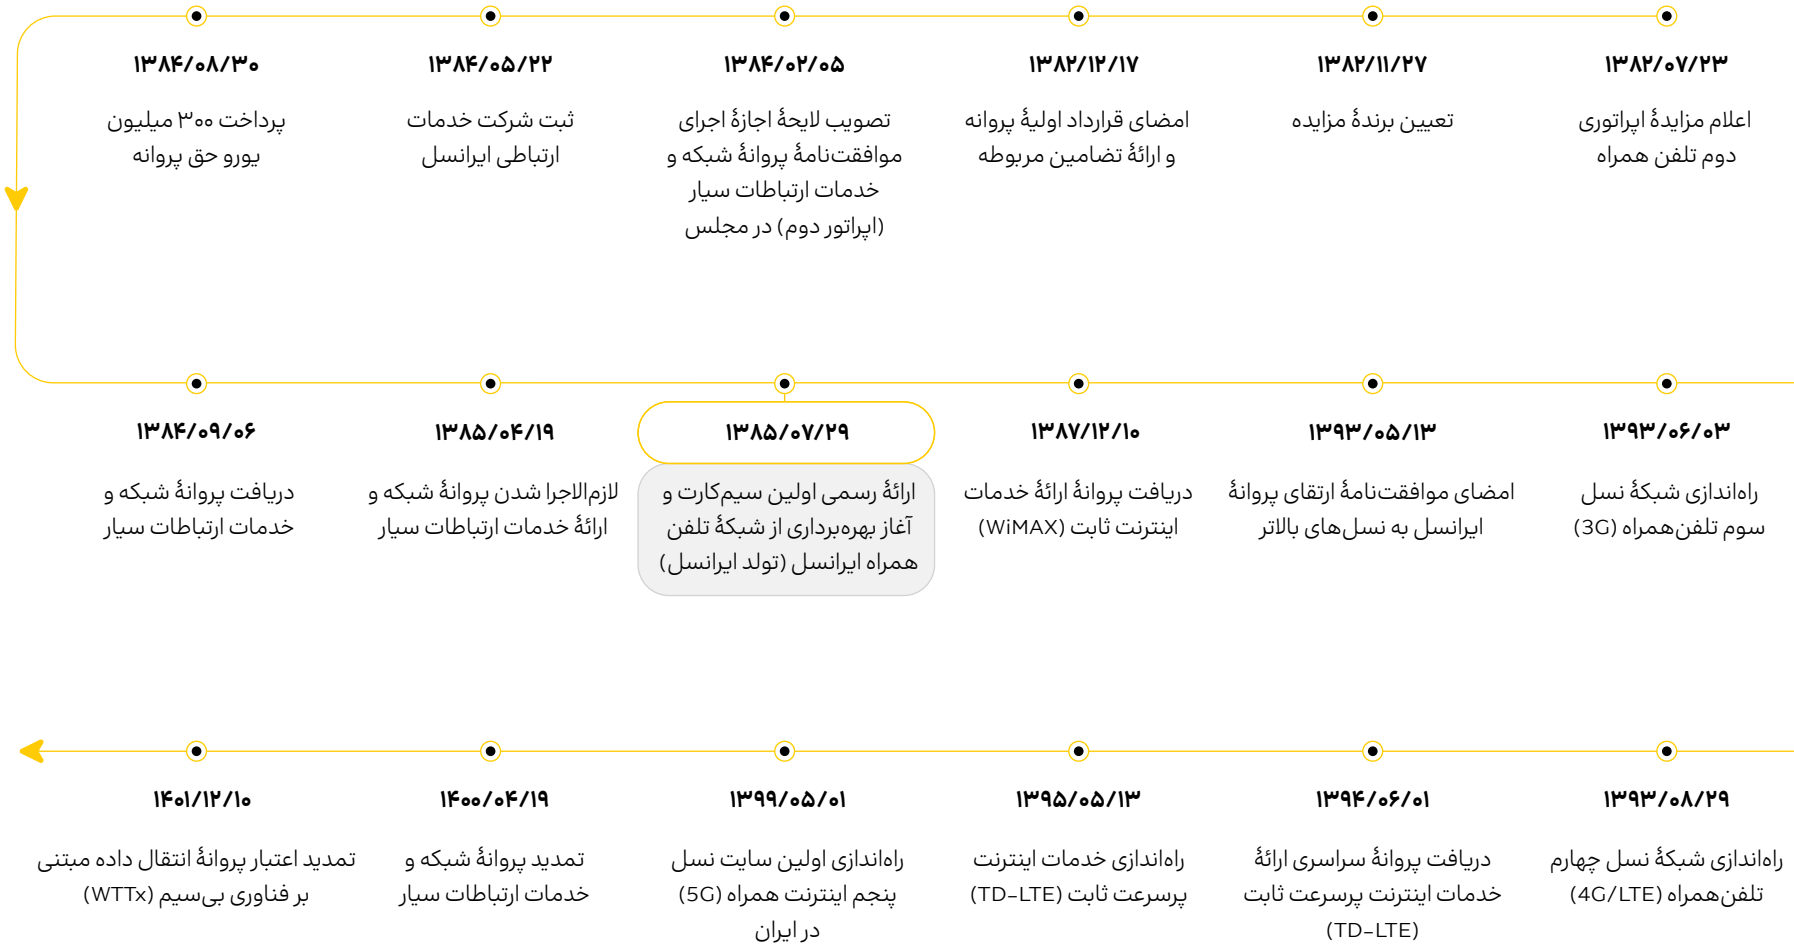 ۱۳۸۲/۰۷/۲۳
اعلام مزایدهٔ اپراتوری
دوم تلفن همراه
۱۳۸۲/۱۱/۲۷
تعیین برندهٔ مزایده
۱۳۸۲/۱۲/۱۷
امضای قرارداد اولیهٔ پروانه
و ارائهٔ تضامین مربوطه
۱۳۸۴/۰۲/۰۵
تصویب لایحهٔ اجازهٔ اجرای
موافقت‌نامهٔ پروانهٔ شبکه و
خدمات ارتباطات سیار
(اپراتور دوم) در مجلس
۱۳۸۴/۰۵/۲۲
ثبت شرکت خدمات
ارتباطی ایرانسل
۱۳۸۴/۰۸/۳۰
پرداخت ۳۰۰ میلیون
یورو حق پروانه
۱۳۸۴/۰۹/۰۶
دریافت پروانهٔ شبکه و
خدمات ارتباطات سیار
۱۳۸۵/۰۴/۱۹
لازم‌الاجرا شدن پروانهٔ شبکه و
ارائهٔ خدمات ارتباطات سیار
۱۳۸۵/۰۷/۲۹
ارائهٔ رسمی اولین سیم‌کارت و
آغاز بهره‌برداری از شبکهٔ تلفن
همراه ایرانسل (تولد ایرانسل)
۱۳۸۷/۱۲/۱۰
دریافت پروانهٔ ارائهٔ خدمات
اینترنت ثابت (WiMAX)
۱۳۹۳/۰۵/۱۳
امضای موافقت‌نامهٔ ارتقای پروانهٔ
ایرانسل به نسل‌های بالاتر
۱۳۹۳/۰۶/۰۳
راه‌اندازی شبکهٔ نسل
سوم تلفن‌همراه (3G)
۱۳۹۳/۰۸/۲۹
راه‌اندازی شبکهٔ نسل چهارم
تلفن‌همراه (4G/LTE)
۱۳۹۴/۰۶/۰۱
دریافت پروانهٔ سراسری ارائهٔ
خدمات اینترنت پرسرعت ثابت
(TD-LTE)
۱۳۹۵/۰۵/۱۳
راه‌اندازی خدمات اینترنت
پرسرعت ثابت (TD-LTE)
۱۳۹۹/۰۵/۰۱
راه‌اندازی اولین سایت نسل
پنجم اینترنت همراه (5G)
در ایران
۱۴۰۰/۰۴/۱۹
تمدید پروانهٔ شبکه و
خدمات ارتباطات سیار
۱۴۰۱/۱۲/۱۰
تمدید اعتبار پروانهٔ انتقال داده مبتنی
بر فناوری بی‌سیم (WTTx)